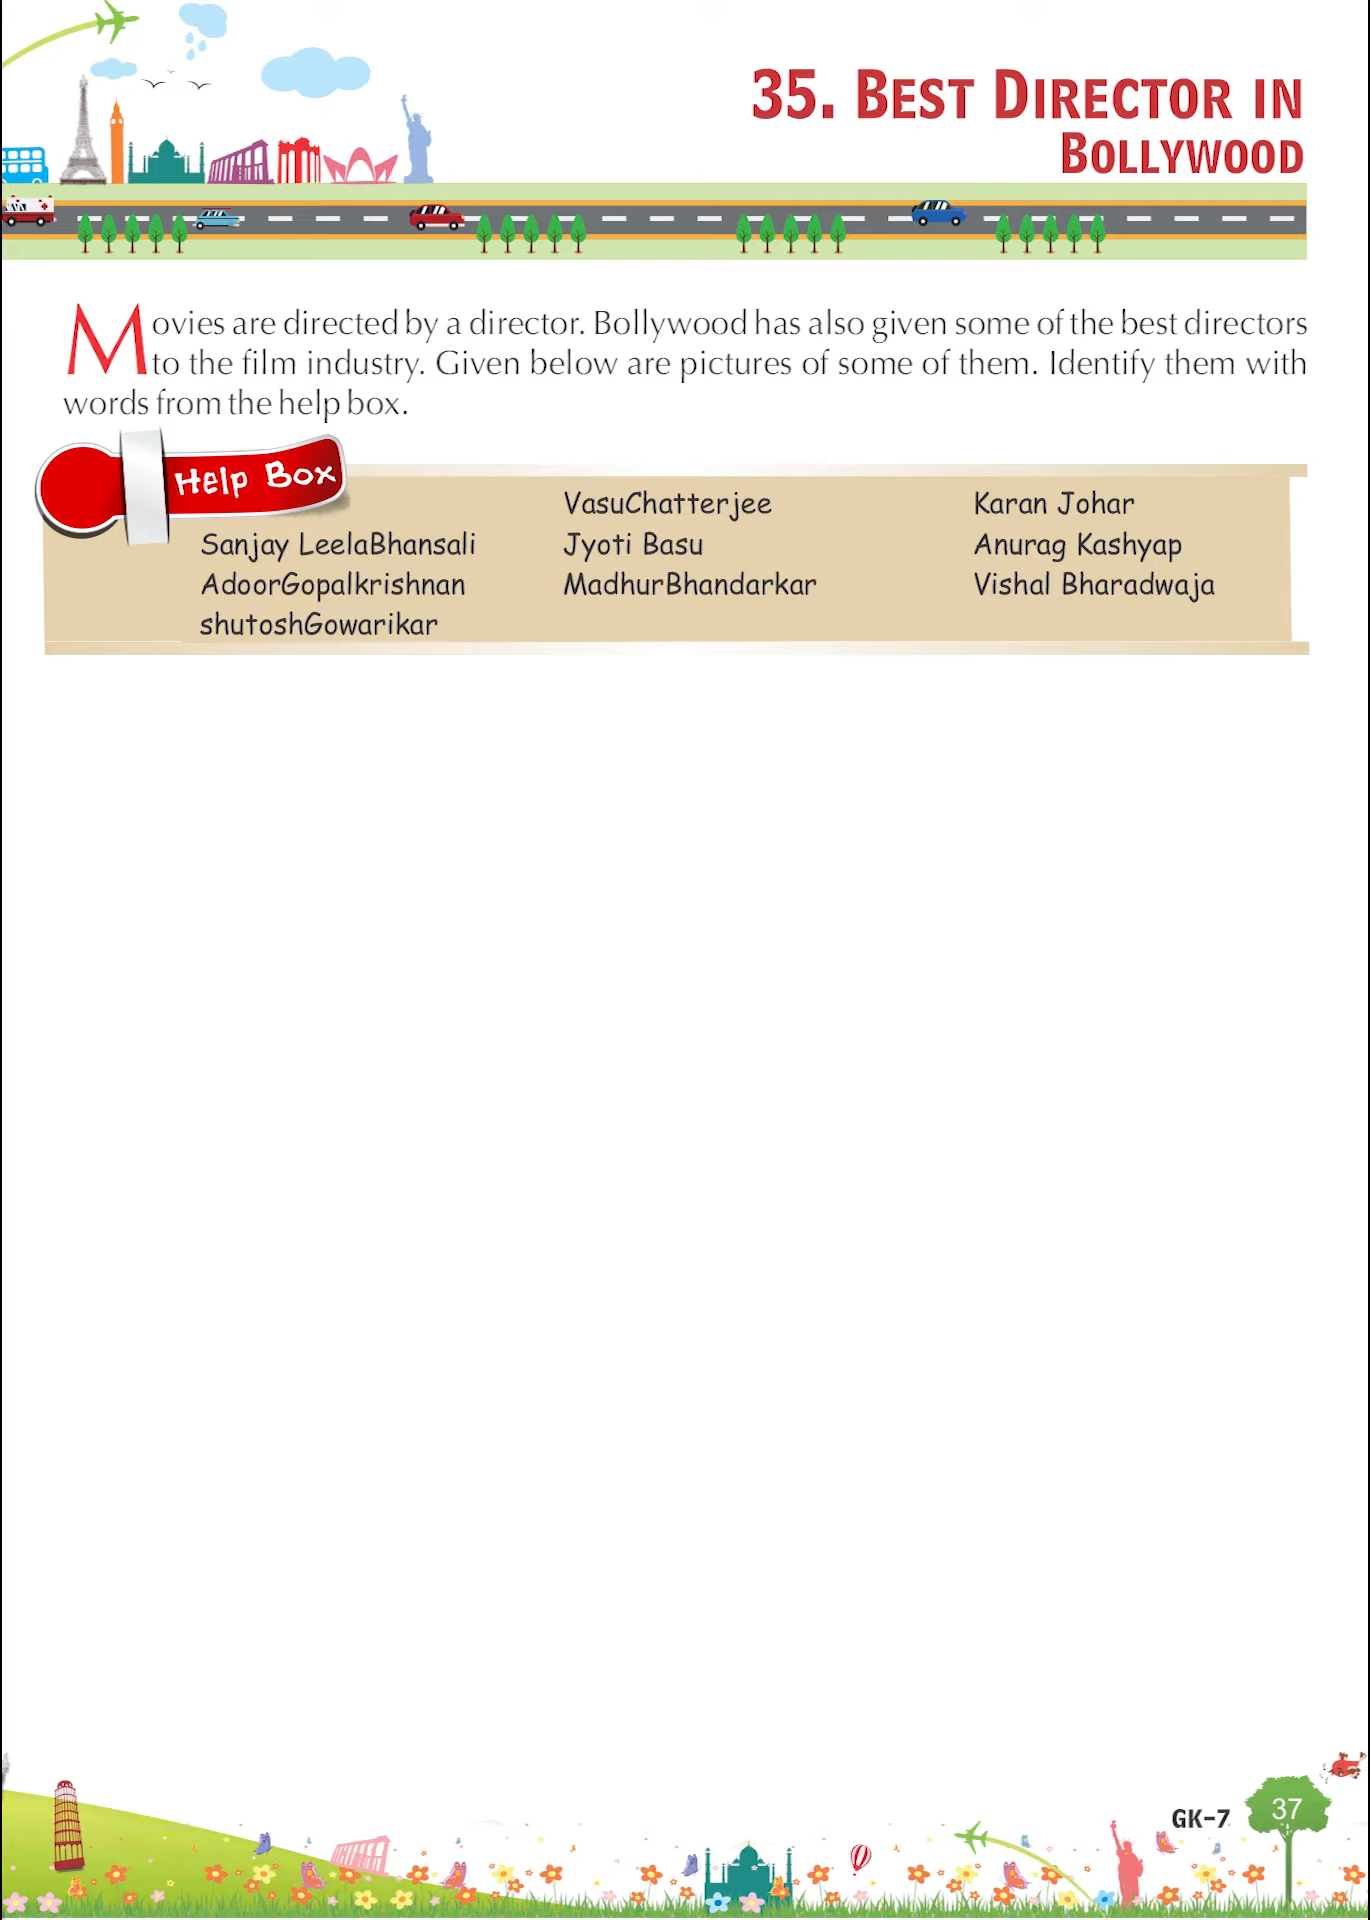 35. BEST DIRECTOR IN
BOLLYWOOD
Movies are directed by a director. Bollywood has also given some of the best directors
to the film industry. Given below are pictures of some of them. Identify them with
words from the help box.
Help Box
VasuChatterjee Karan Johar
Sanjay LeelaBhansali Jyoti Basu Anurag Kashyap
AdoorGopalkrishnan MadhurBhandarkar Vishal Bharadwaja
shutoshGowarikar
GK-7 37